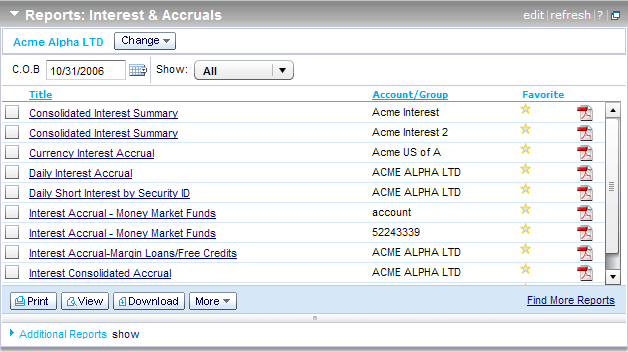 Reports: Interest & Accruals edit | refresh | ?
Acme Alpha LTD Change
C.O.B 10/31/2006 Show: All
Title Account/Group Favorite
Consolidated Interest Summary Acme Interest
Consolidated Interest Summary Acme Interest 2
Currency Interest Accrual Acme US of A
Daily Interest Accrual ACME ALPHA LTD
Daily Short Interest by Security ID ACME ALPHA LTD
Interest Accrual - Money Market Funds account
Interest Accrual - Money Market Funds 52243339
Interest Accrual-Margin Loans/Free Credits ACME ALPHA LTD
Interest Consolidated Accrual ACME ALPHA LTD
Print View Download More Find More Reports
Additional Reports show